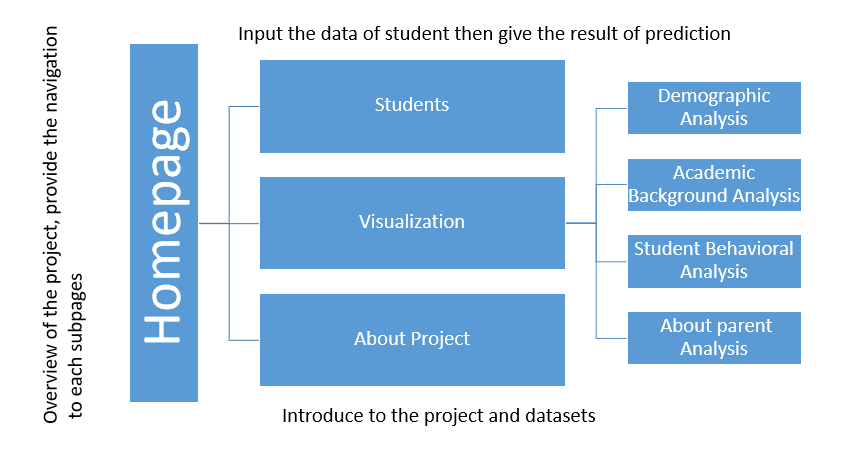 Input the data of student then give the result of prediction
Overview of the project, provide the navigation
to each subpages
Homepage
Students
Visualization
About Project
Demographic
Analysis
Academic
Background Analysis
Student Behavioral
Analysis
About parent
Analysis
Introduce to the project and datasets